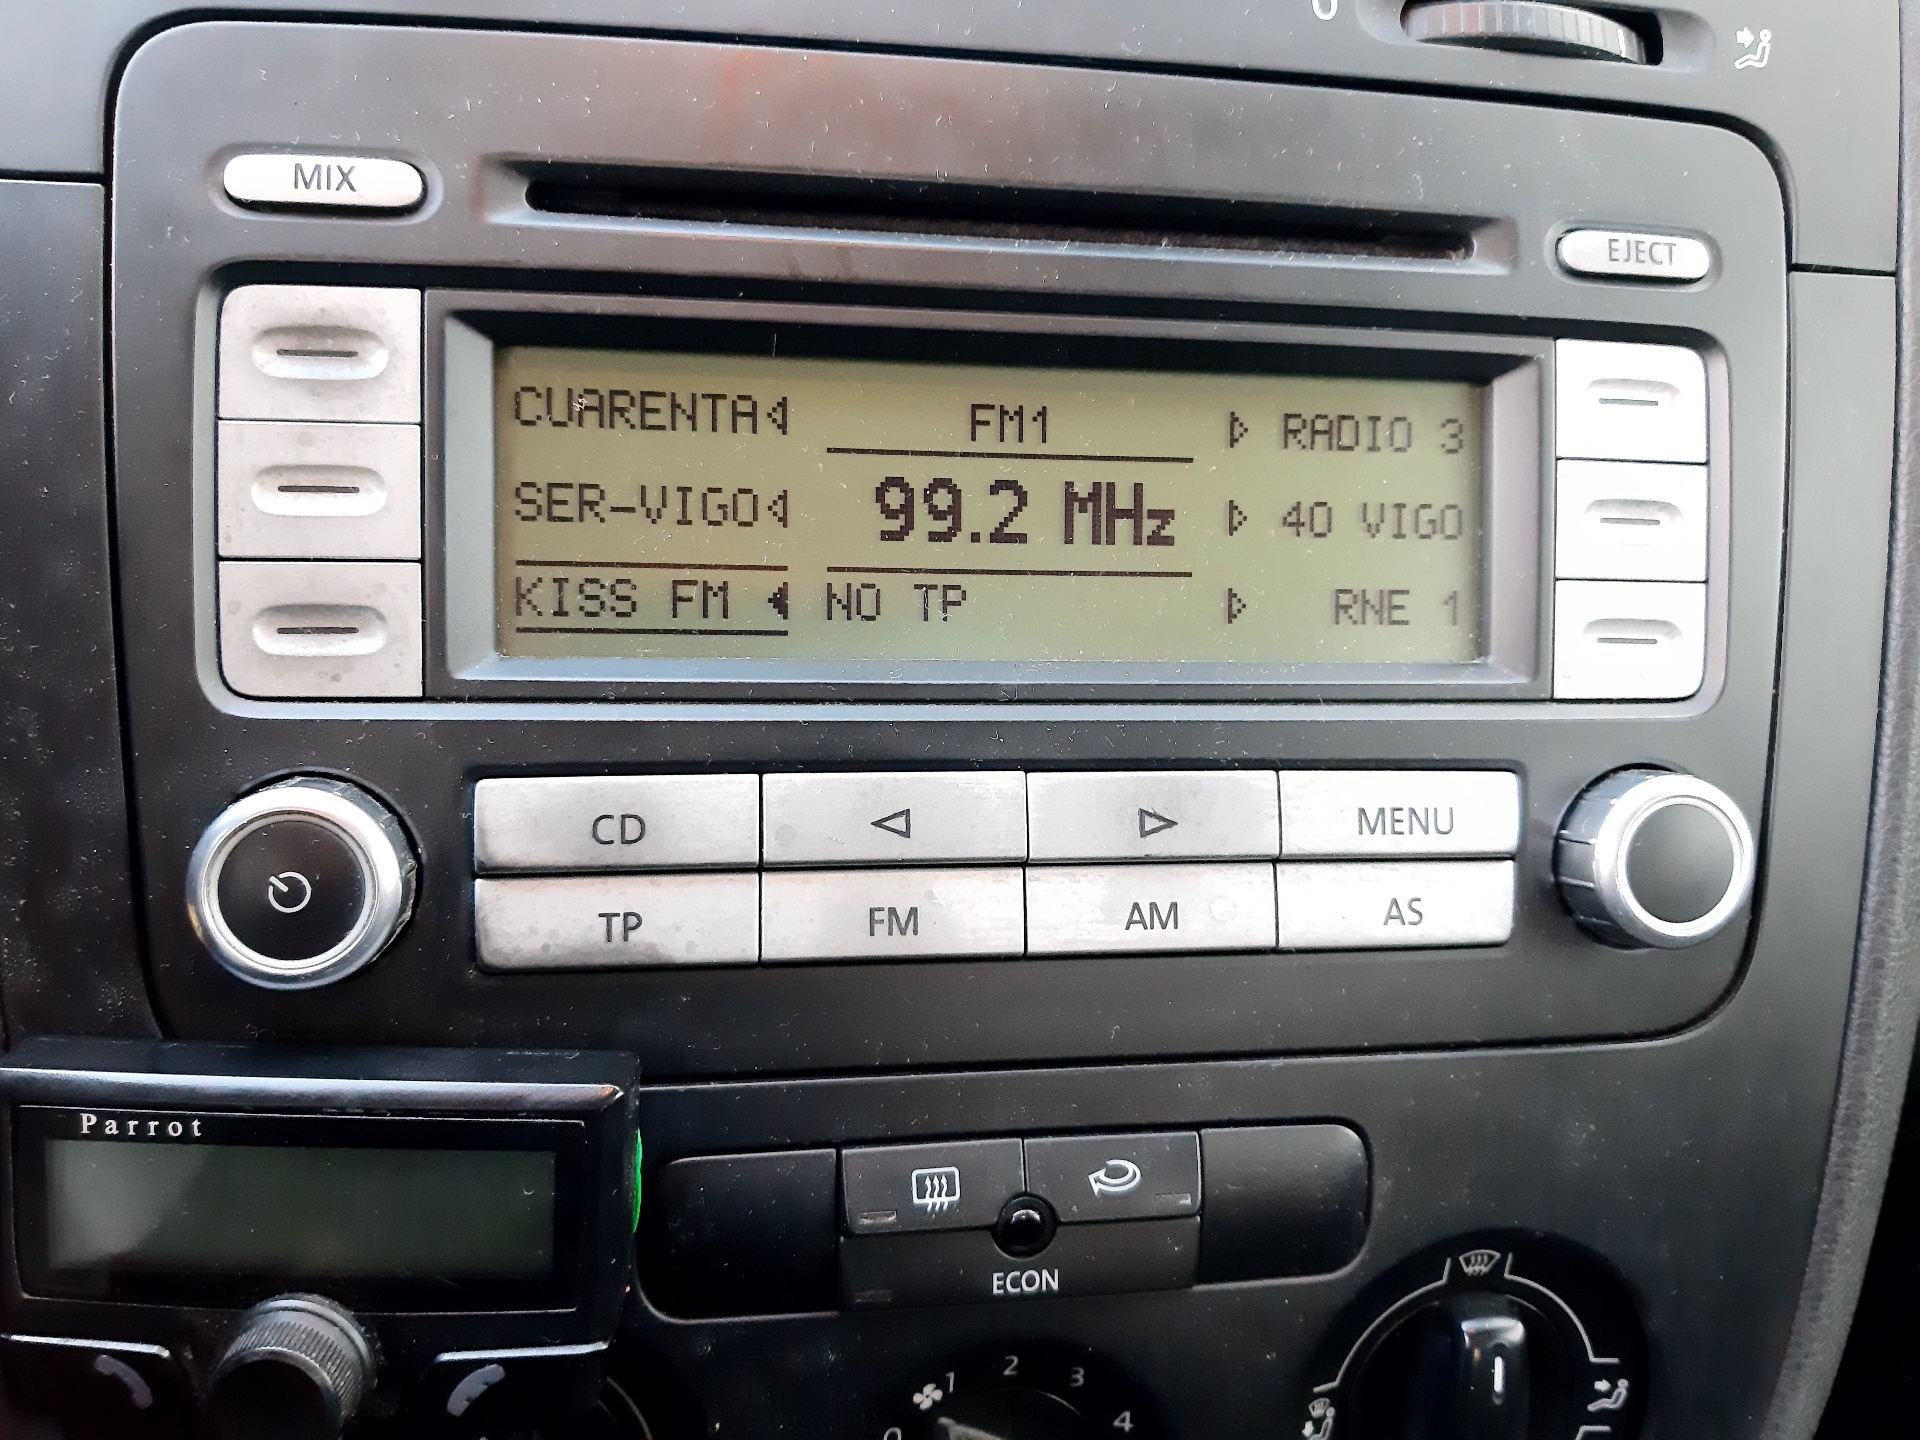 MIX
EJECT
CUARENTA FM1 RADIO 3
SER-VIGO 99.2 MHz 40 VIGO
KISS FM NO TP RNE 1
CD MENU
TP FM AM AS
Parrot
ECON
1 2 3 4
0